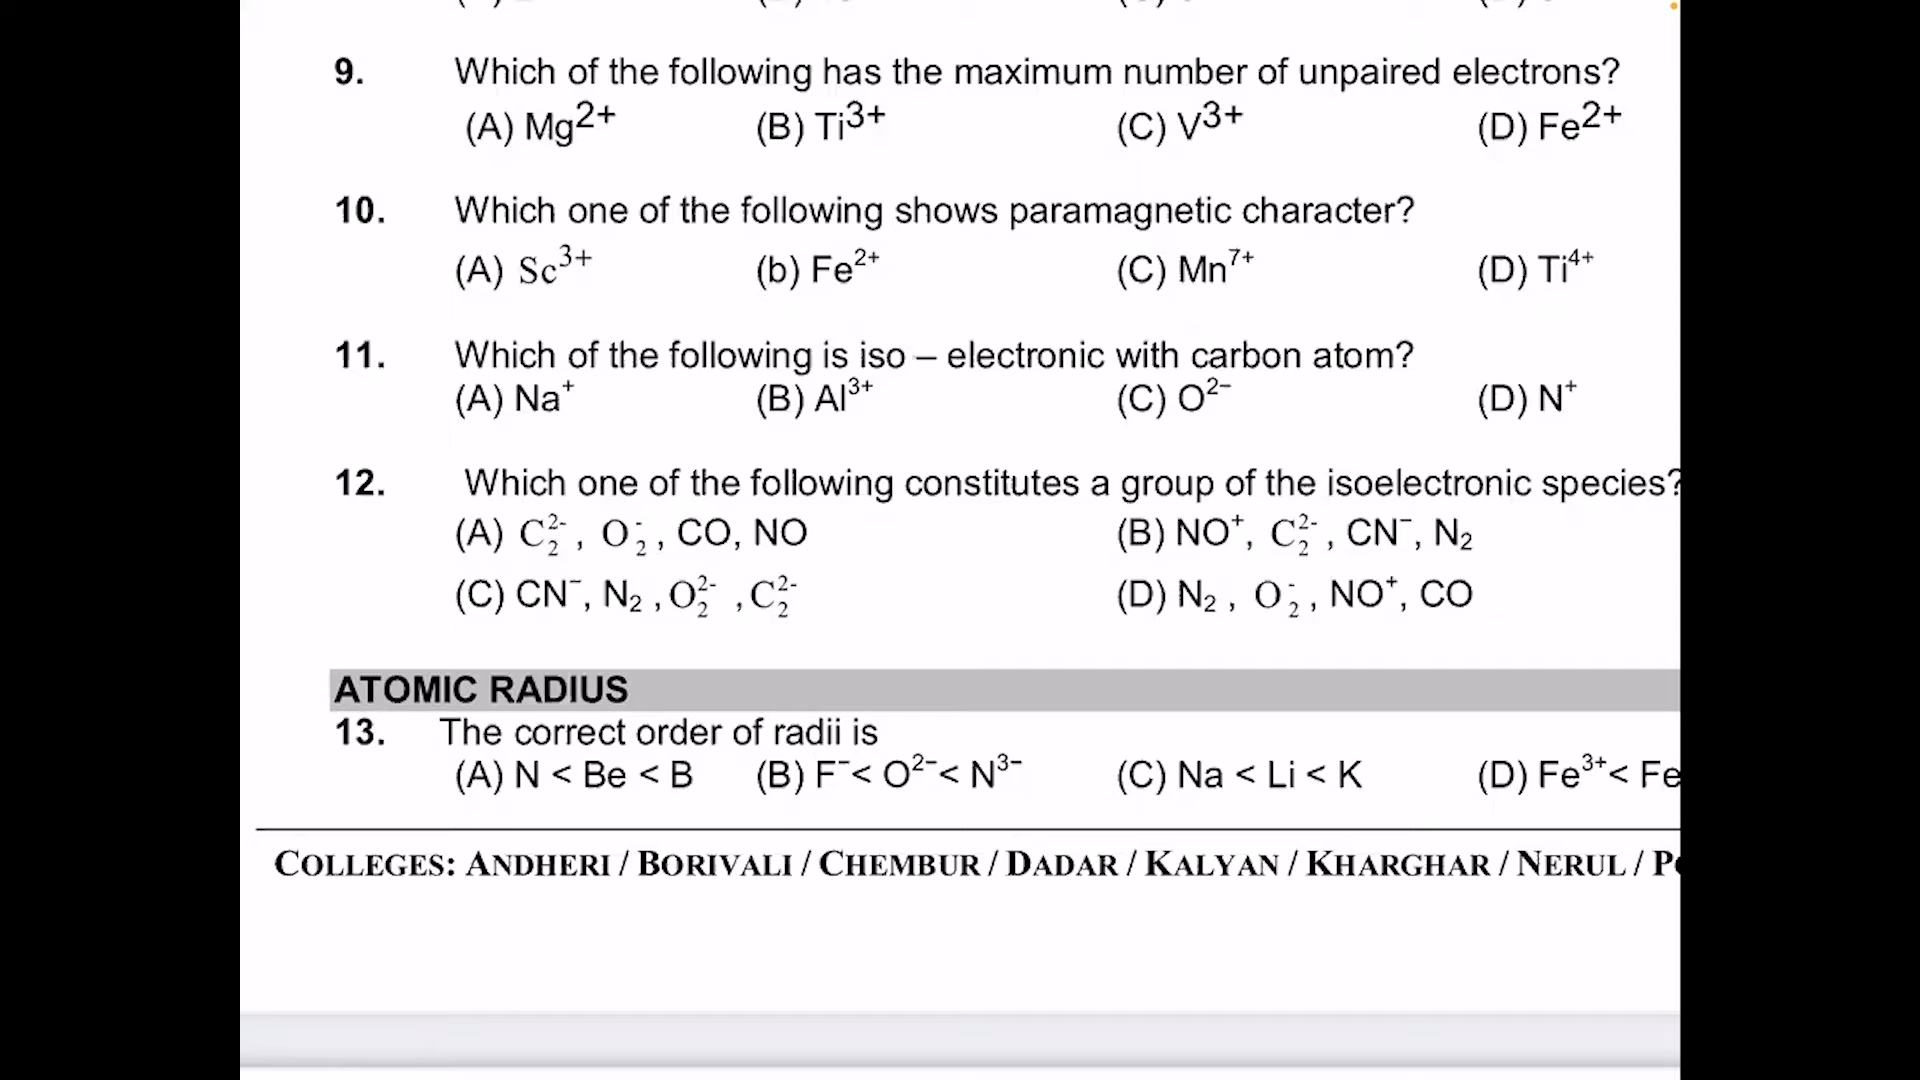 9. Which of the following has the maximum number of unpaired electrons?
(A) Mg²⁺ (B) Ti³⁺ (C) V³⁺ (D) Fe²⁺
10. Which one of the following shows paramagnetic character?
(A) Sc³⁺ (b) Fe²⁺ (C) Mn⁷⁺ (D) Ti⁴⁺
11. Which of the following is iso – electronic with carbon atom?
(A) Na⁺ (B) Al³⁺ (C) O²⁻ (D) N⁺
12. Which one of the following constitutes a group of the isoelectronic species?
(A) C₂²⁻, O₂⁻, CO, NO (B) NO⁺, C₂²⁻, CN⁻, N₂
(C) CN⁻, N₂, O₂²⁻, C₂²⁻ (D) N₂, O₂⁻, NO⁺, CO
ATOMIC RADIUS
13. The correct order of radii is
(A) N < Be < B (B) F⁻< O²⁻< N³⁻ (C) Na < Li < K (D) Fe³⁺< Fe
COLLEGES: ANDHERI / BORIVALI / CHEMBUR / DADAR / KALYAN / KHARGHAR / NERUL /